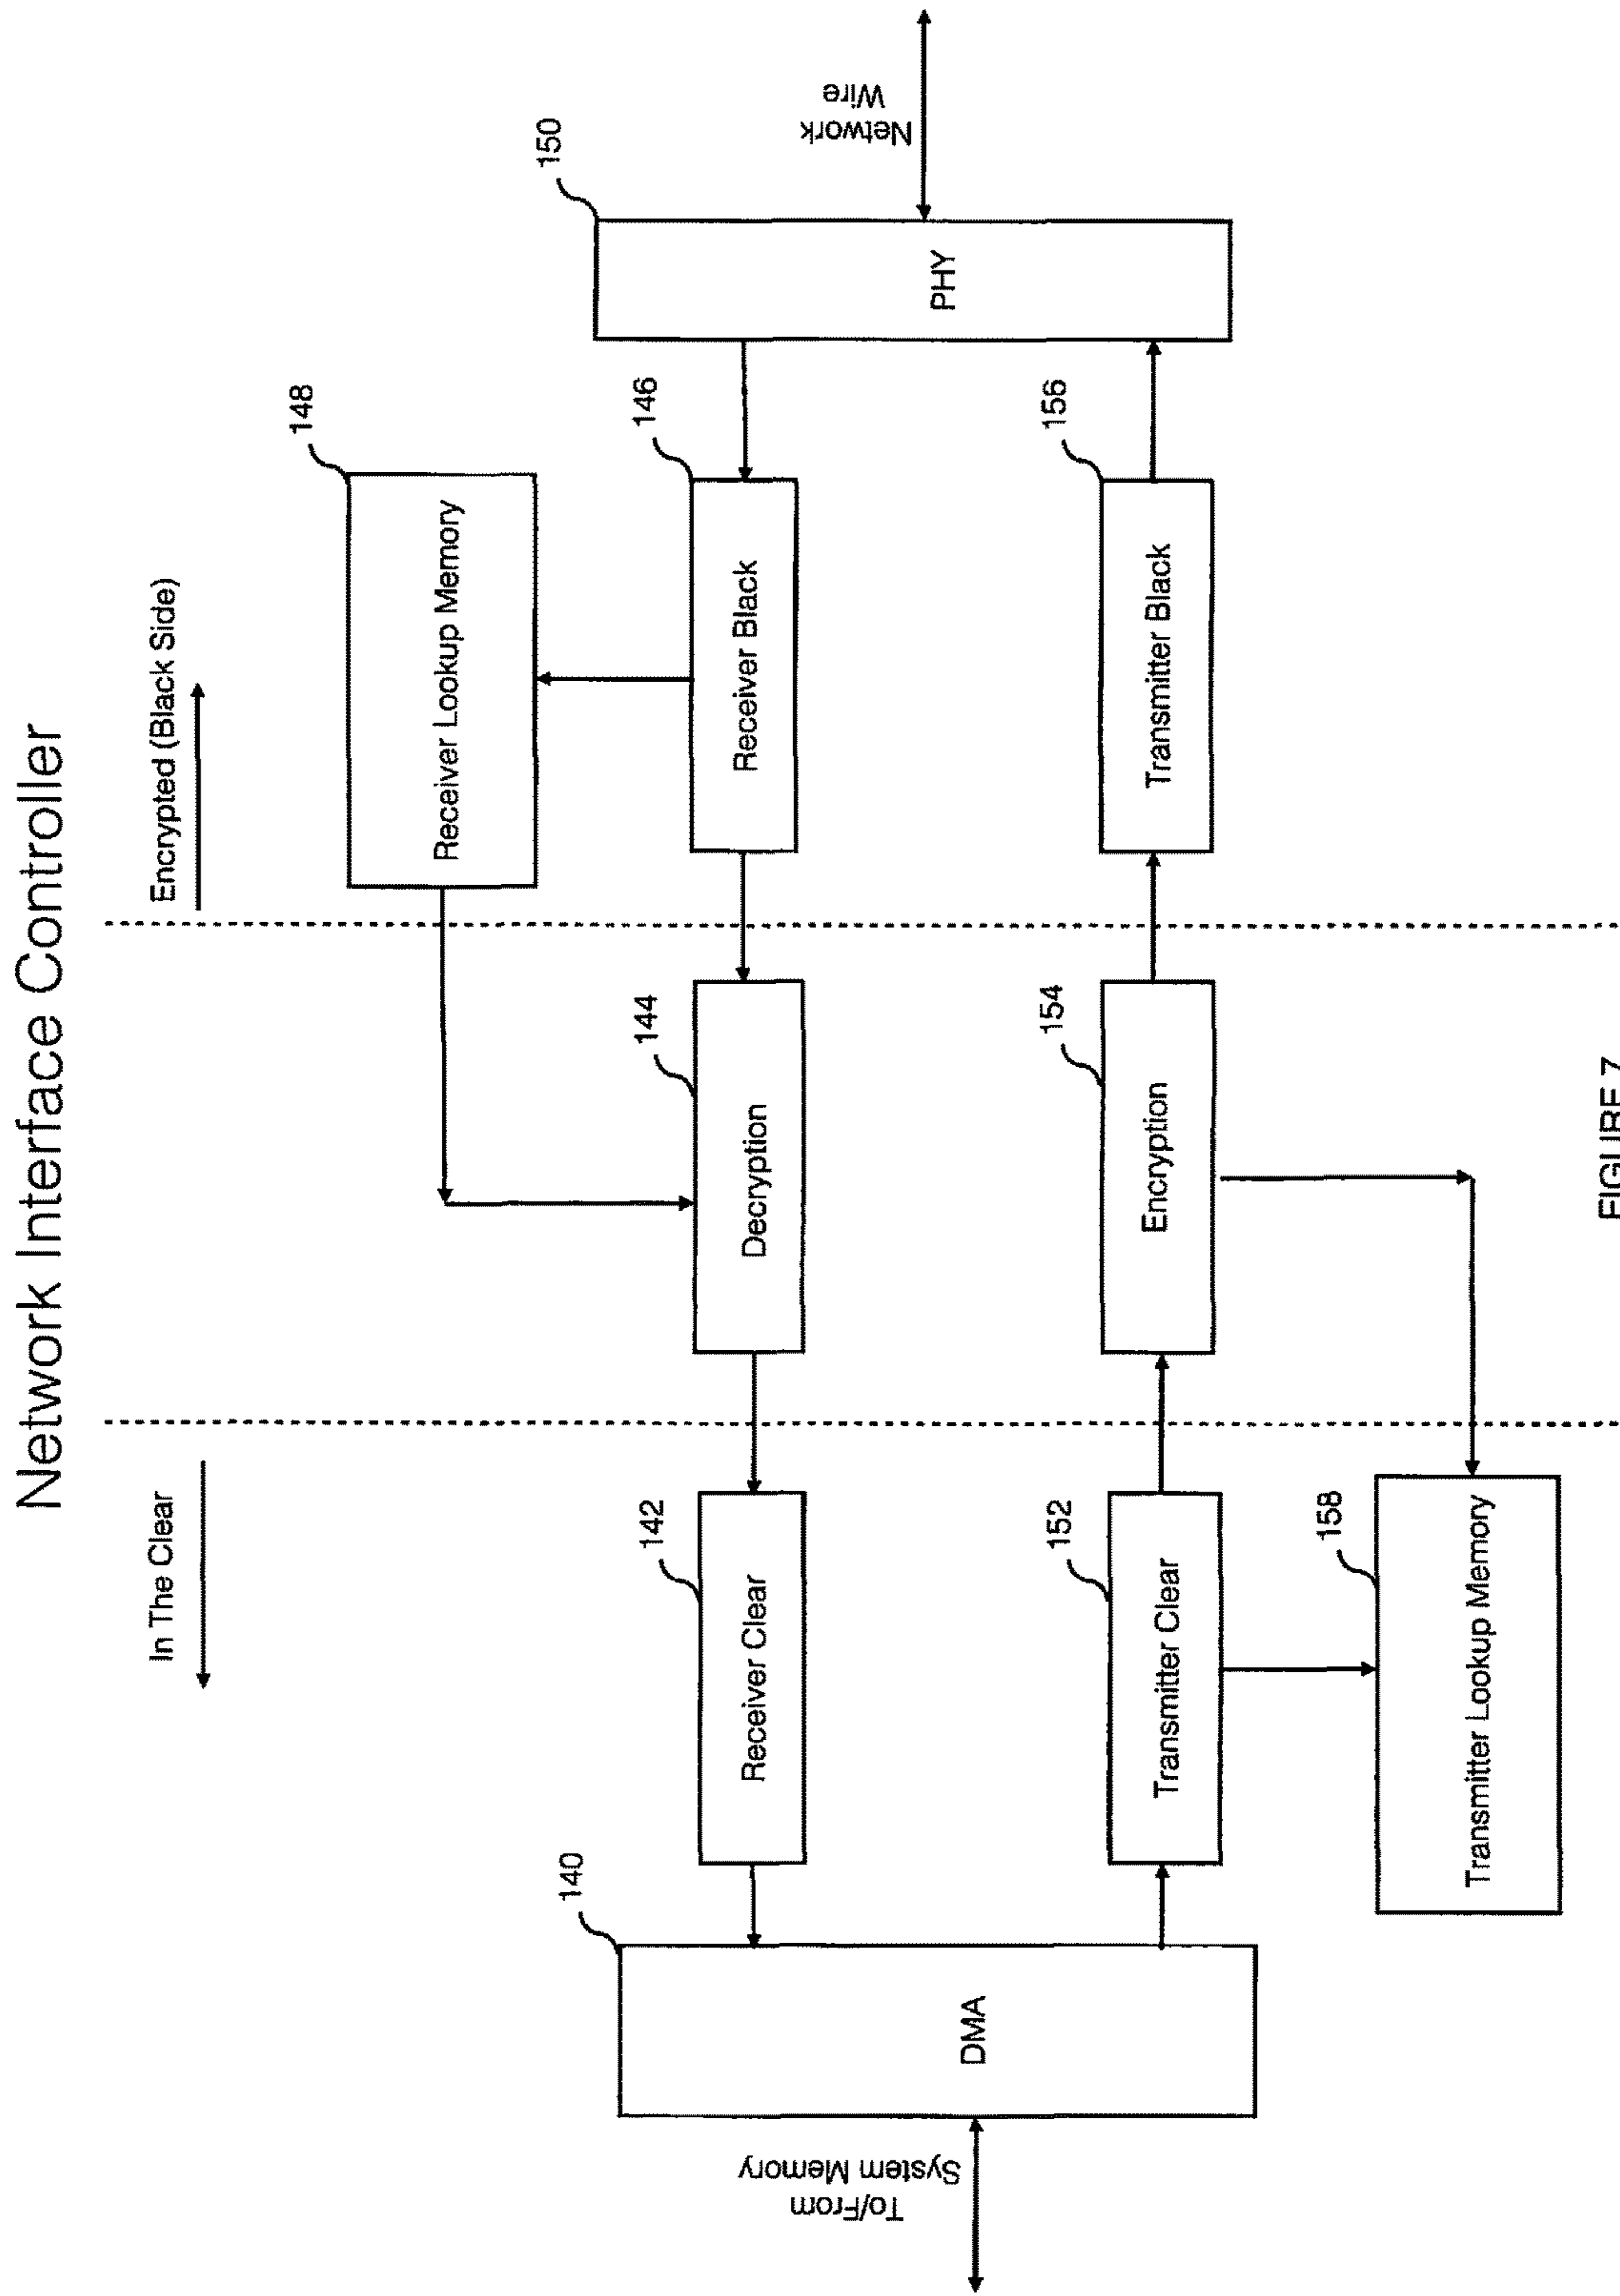 Network Interface Controller
In The Clear
Encrypted (Black Side)
148
Receiver Lookup Memory
140
DMA
To/From
System Memory
142
Receiver Clear
144
Decryption
146
Receiver Black
150
PHY
Network
Wire
152
Transmitter Clear
154
Encryption
156
Transmitter Black
158
Transmitter Lookup Memory
FIGURE 7